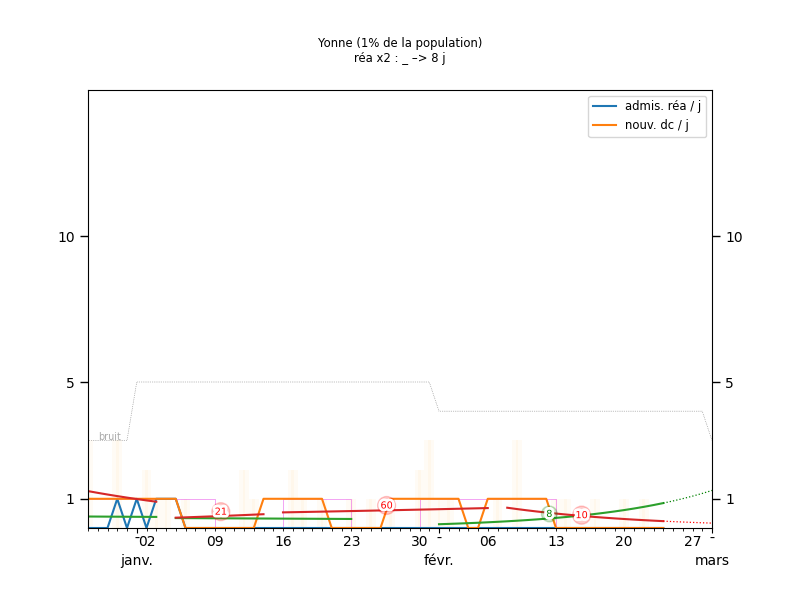 Yonne (1% de la population)
réa x2 : _ –> 8 j
admis. réa / j
nouv. dc / j
10
10
5
5
bruit
1
1
21
60
8
10
02
09
16
23
30
06
13
20
27
janv.
févr.
mars